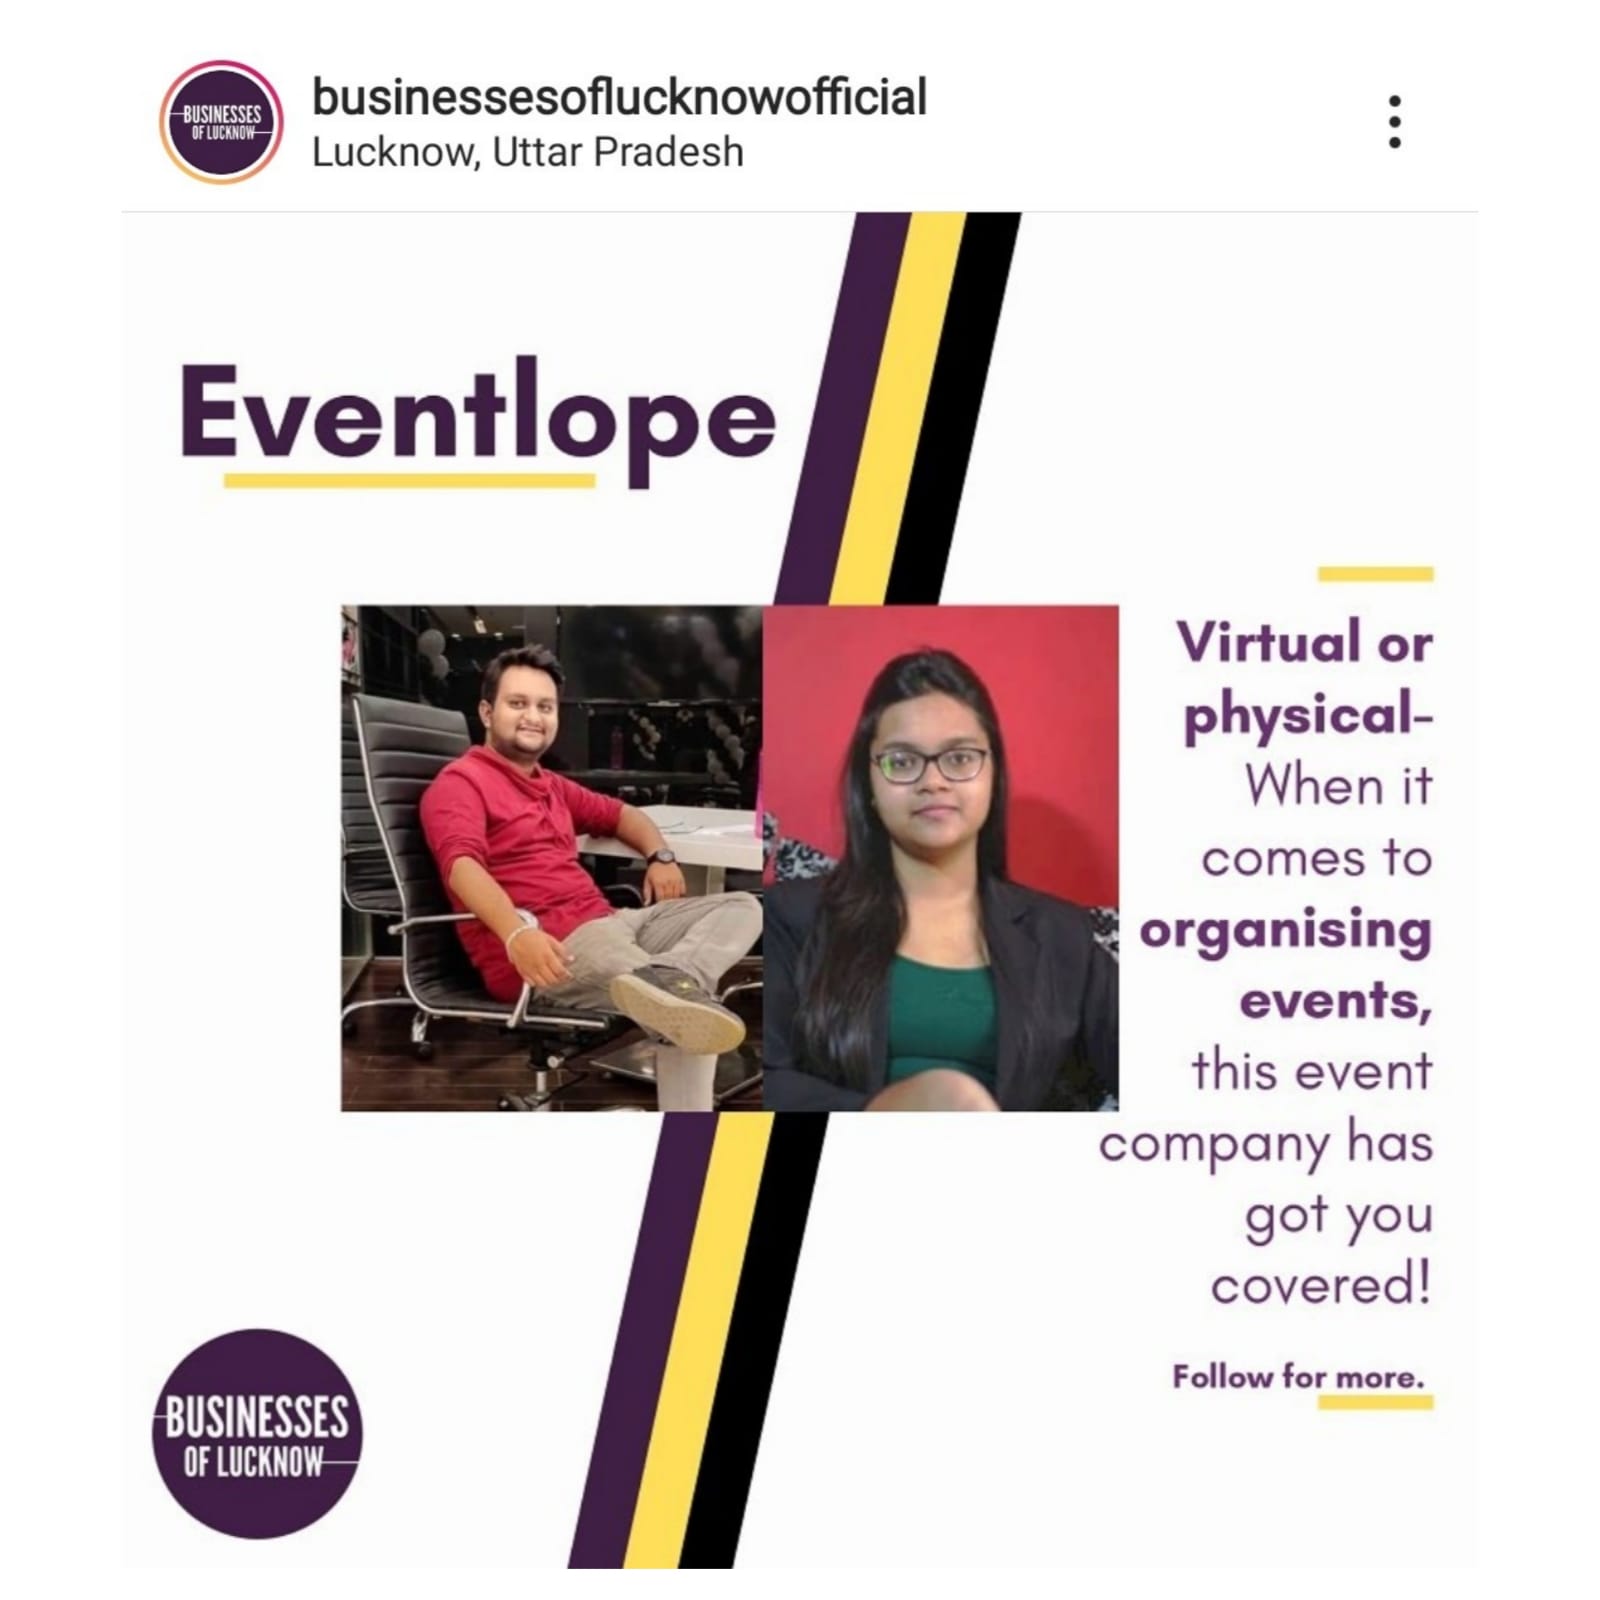 BUSINESSES
OF LUCKNOW
businessesoflucknowofficial
Lucknow, Uttar Pradesh
Eventlope
Virtual or
physical-
When it
comes to
organising
events,
this event
company has
got you
covered!
Follow for more.
BUSINESSES
OF LUCKNOW